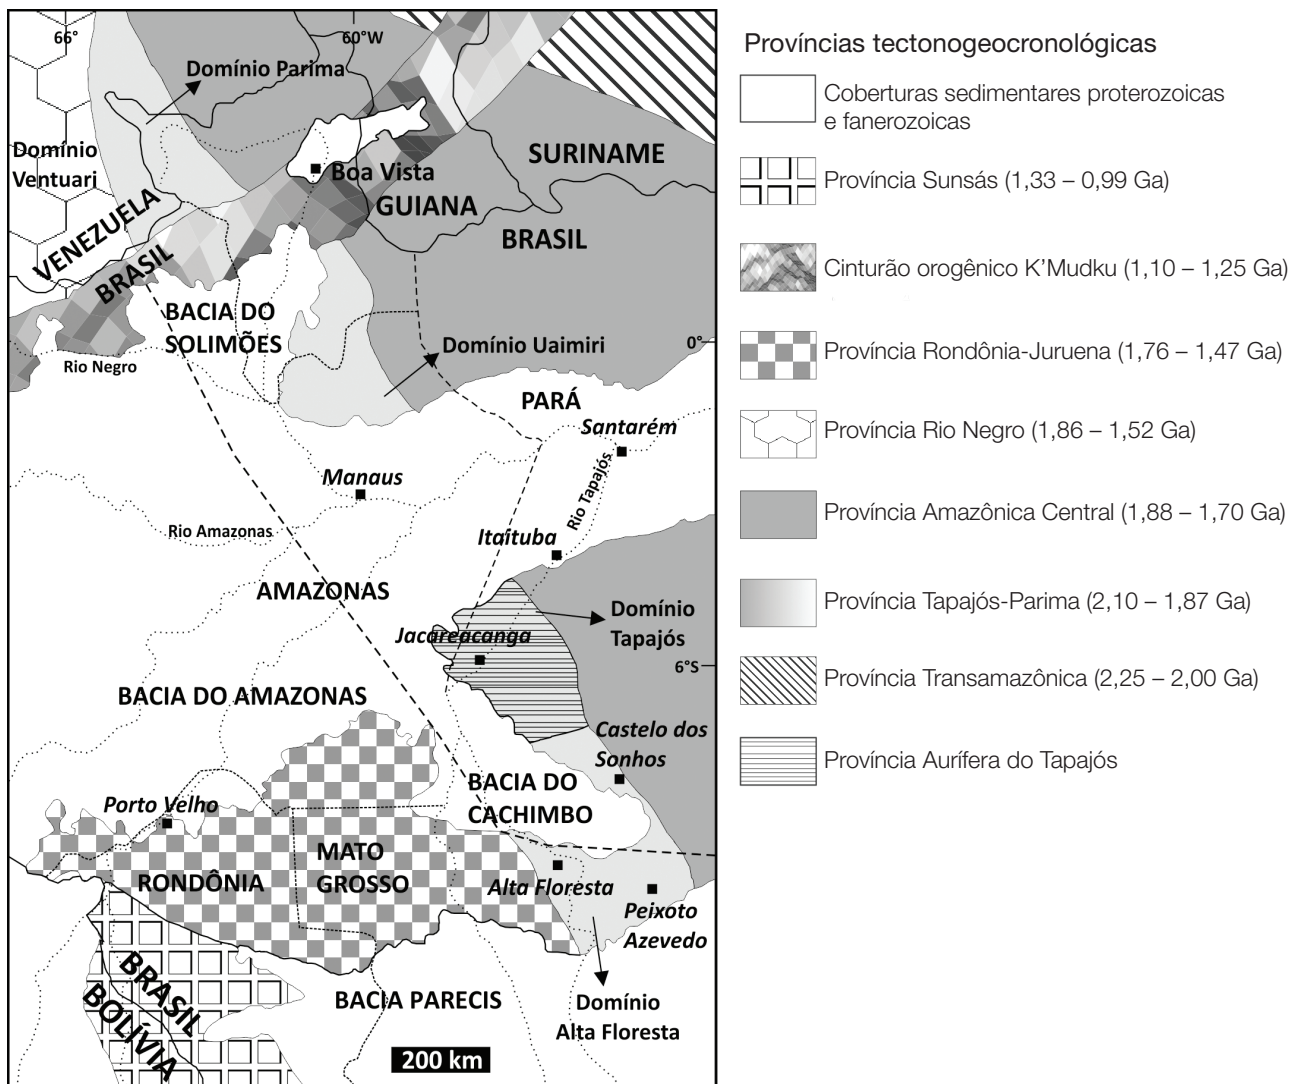 66°
60°W
Domínio Parima
Domínio
Ventuari
Boa Vista
SURINAME
GUIANA
VENEZUELA
BRASIL
BRASIL
BACIA DO
SOLIMÕES
Rio Negro
Domínio Uaimiri
0°
PARÁ
Santarém
Manaus
Rio Tapajós
Rio Amazonas
Itaituba
AMAZONAS
Domínio
Tapajós
Jacareacanga
6°S
BACIA DO AMAZONAS
Castelo dos
Sonhos
BACIA DO
CACHIMBO
Porto Velho
MATO
GROSSO
RONDÔNIA
Alta Floresta
Peixoto
Azevedo
BRASIL
BOLÍVIA
BACIA PARECIS
Domínio
Alta Floresta
200 km
Províncias tectonogeocronológicas
Coberturas sedimentares proterozoicas
e fanerozoicas
Província Sunsás (1,33 – 0,99 Ga)
Cinturão orogênico K’Mudku (1,10 – 1,25 Ga)
Província Rondônia-Juruena (1,76 – 1,47 Ga)
Província Rio Negro (1,86 – 1,52 Ga)
Província Amazônica Central (1,88 – 1,70 Ga)
Província Tapajós-Parima (2,10 – 1,87 Ga)
Província Transamazônica (2,25 – 2,00 Ga)
Província Aurífera do Tapajós